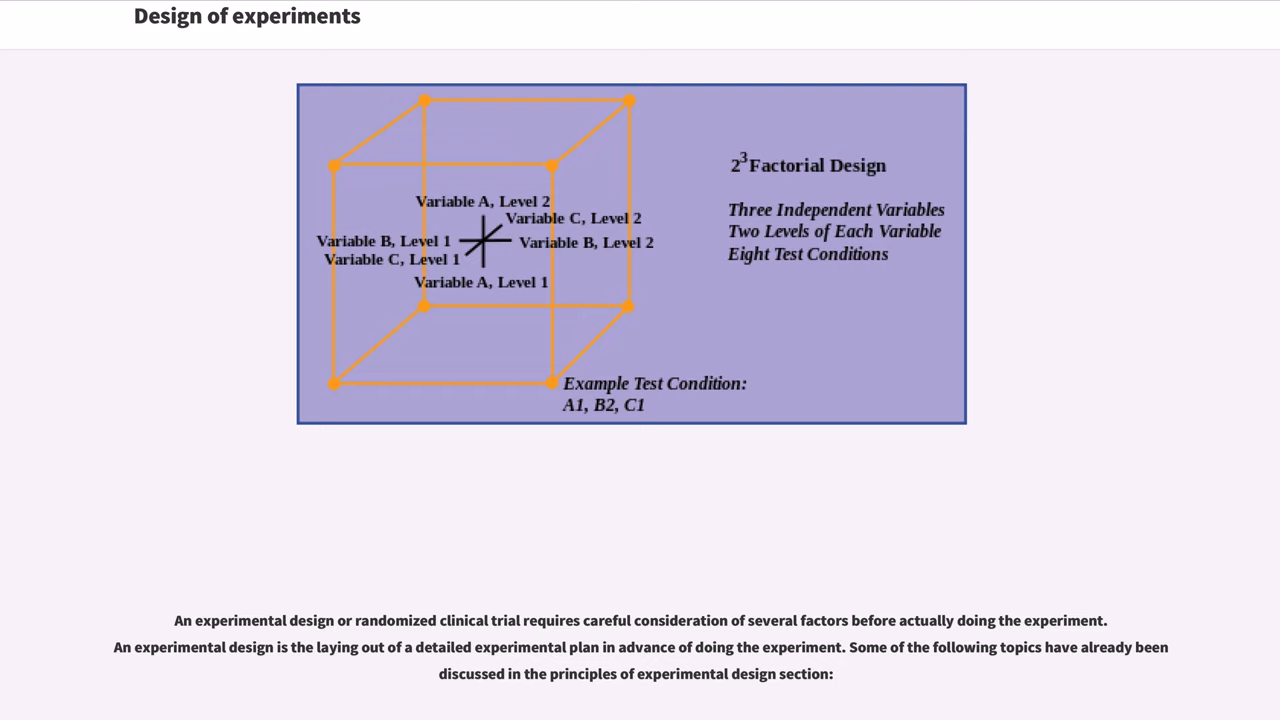 Design of experiments
2³ Factorial Design
Variable A, Level 2
Variable C, Level 2
Three Independent Variables
Two Levels of Each Variable
Variable B, Level 1
Variable B, Level 2
Eight Test Conditions
Variable C, Level 1
Variable A, Level 1
Example Test Condition:
A1, B2, C1
An experimental design or randomized clinical trial requires careful consideration of several factors before actually doing the experiment.
An experimental design is the laying out of a detailed experimental plan in advance of doing the experiment. Some of the following topics have already been
discussed in the principles of experimental design section: